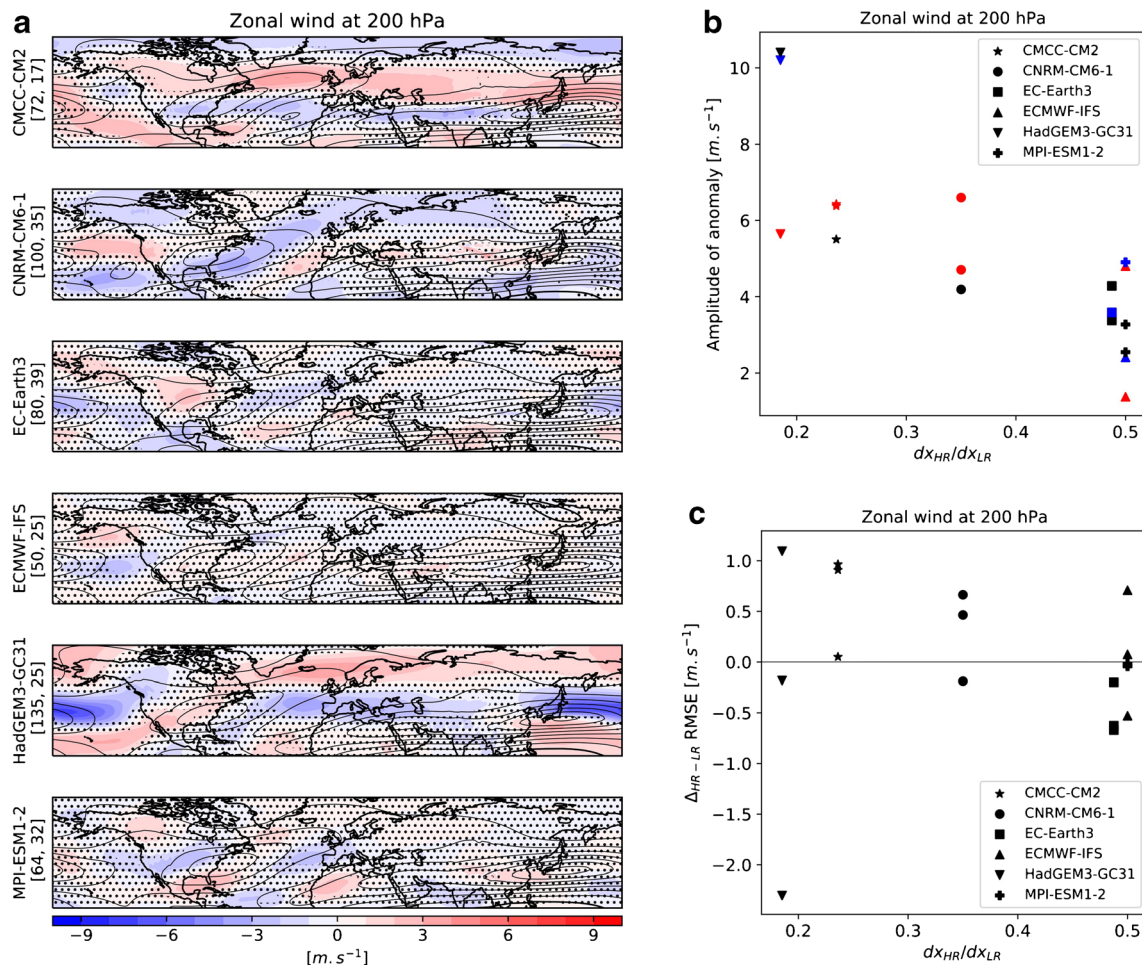 a
Zonal wind at 200 hPa
CMCC-CM2
[72, 17]
CNRM-CM6-1
[100, 35]
EC-Earth3
[80, 39]
ECMWF-IFS
[50, 25]
HadGEM3-GC31
[135, 25]
MPI-ESM1-2
[64, 32]
−9 −6 −3 0 3 6 9
[m.s⁻¹]
b
Zonal wind at 200 hPa
Amplitude of anomaly [m.s⁻¹]
10
8
6
4
2
CMCC-CM2
CNRM-CM6-1
EC-Earth3
ECMWF-IFS
HadGEM3-GC31
MPI-ESM1-2
0.2 0.3 0.4 0.5
dx_HR/dx_LR
c
Zonal wind at 200 hPa
Δ_HR−LR RMSE [m.s⁻¹]
1.0
0.5
0.0
−0.5
−1.0
−1.5
−2.0
CMCC-CM2
CNRM-CM6-1
EC-Earth3
ECMWF-IFS
HadGEM3-GC31
MPI-ESM1-2
0.2 0.3 0.4 0.5
dx_HR/dx_LR